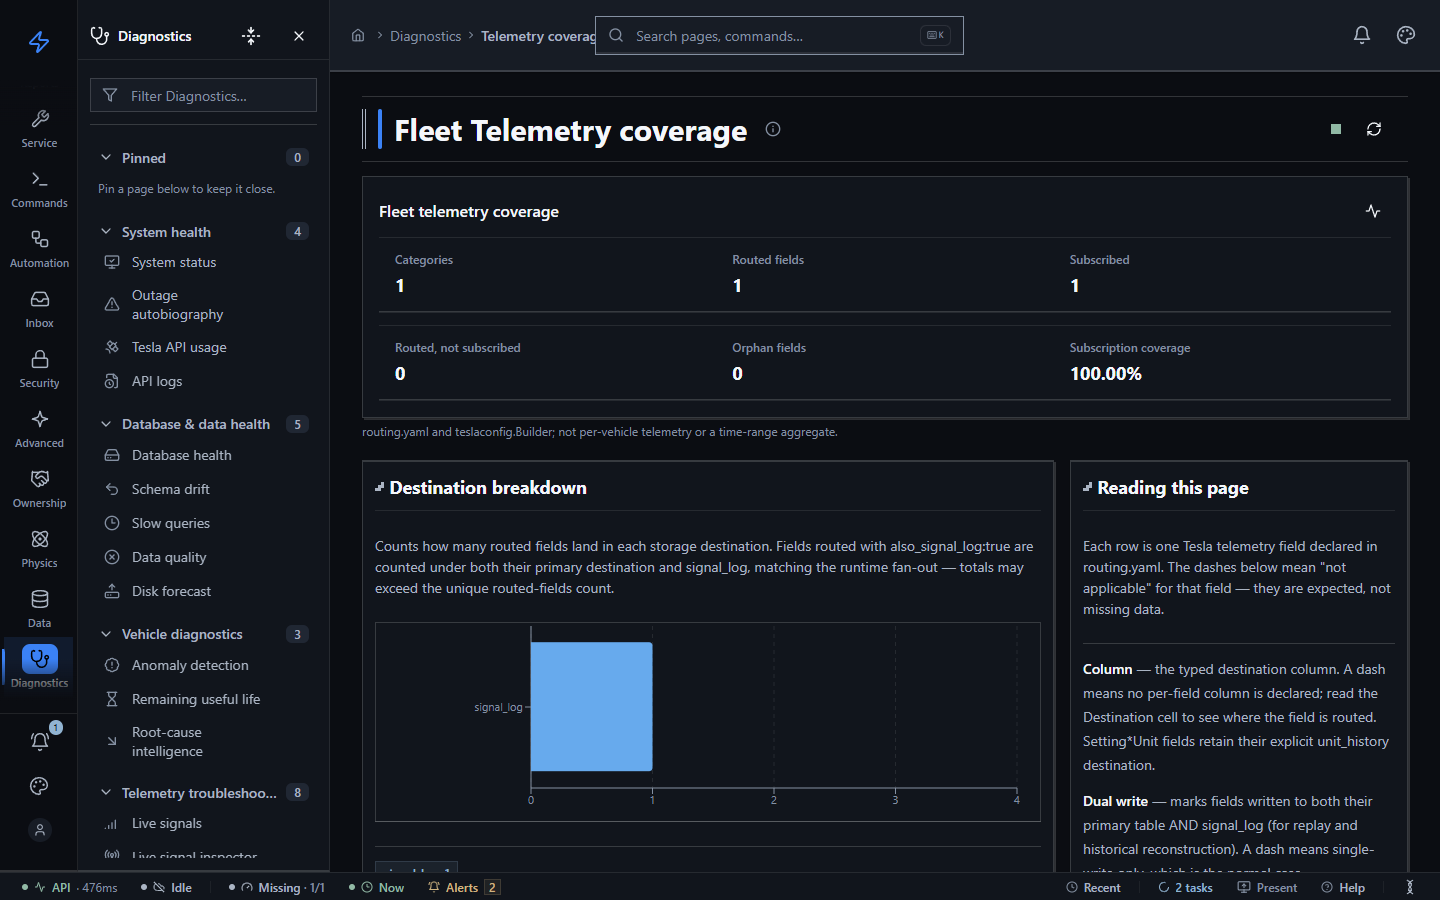 Diagnostics
Diagnostics
Telemetry coverag
Search pages, commands...
K
Service
Commands
Automation
Inbox
Security
Advanced
Ownership
Physics
Data
Diagnostics
1
Filter Diagnostics...
Pinned
0
Pin a page below to keep it close.
System health
4
System status
Outage
autobiography
Tesla API usage
API logs
Database & data health
5
Database health
Schema drift
Slow queries
Data quality
Disk forecast
Vehicle diagnostics
3
Anomaly detection
Remaining useful life
Root-cause
intelligence
Telemetry troubleshoo...
8
Live signals
Live signal inspector
Fleet Telemetry coverage
Fleet telemetry coverage
Categories
1
Routed fields
1
Subscribed
1
Routed, not subscribed
0
Orphan fields
0
Subscription coverage
100.00%
routing.yaml and teslaconfig.Builder; not per-vehicle telemetry or a time-range aggregate.
Destination breakdown
Counts how many routed fields land in each storage destination. Fields routed with also_signal_log:true are
counted under both their primary destination and signal_log, matching the runtime fan-out — totals may
exceed the unique routed-fields count.
signal_log
0
1
2
3
4
Reading this page
Each row is one Tesla telemetry field declared in
routing.yaml. The dashes below mean "not
applicable" for that field — they are expected, not
missing data.
Column — the typed destination column. A dash
means no per-field column is declared; read the
Destination cell to see where the field is routed.
Setting*Unit fields retain their explicit unit_history
destination.
Dual write — marks fields written to both their
primary table AND signal_log (for replay and
historical reconstruction). A dash means single-
API · 476ms
Idle
Missing · 1/1
Now
Alerts 2
Recent
2 tasks
Present
Help